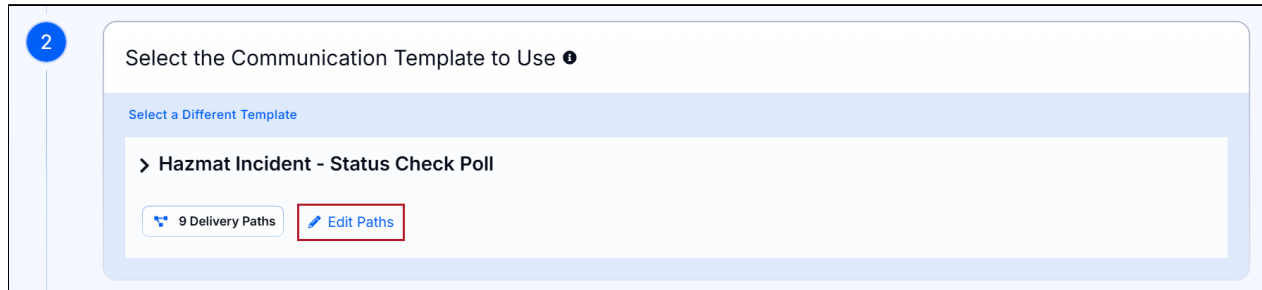 2
Select the Communication Template to Use
Select a Different Template
Hazmat Incident - Status Check Poll
9 Delivery Paths
Edit Paths